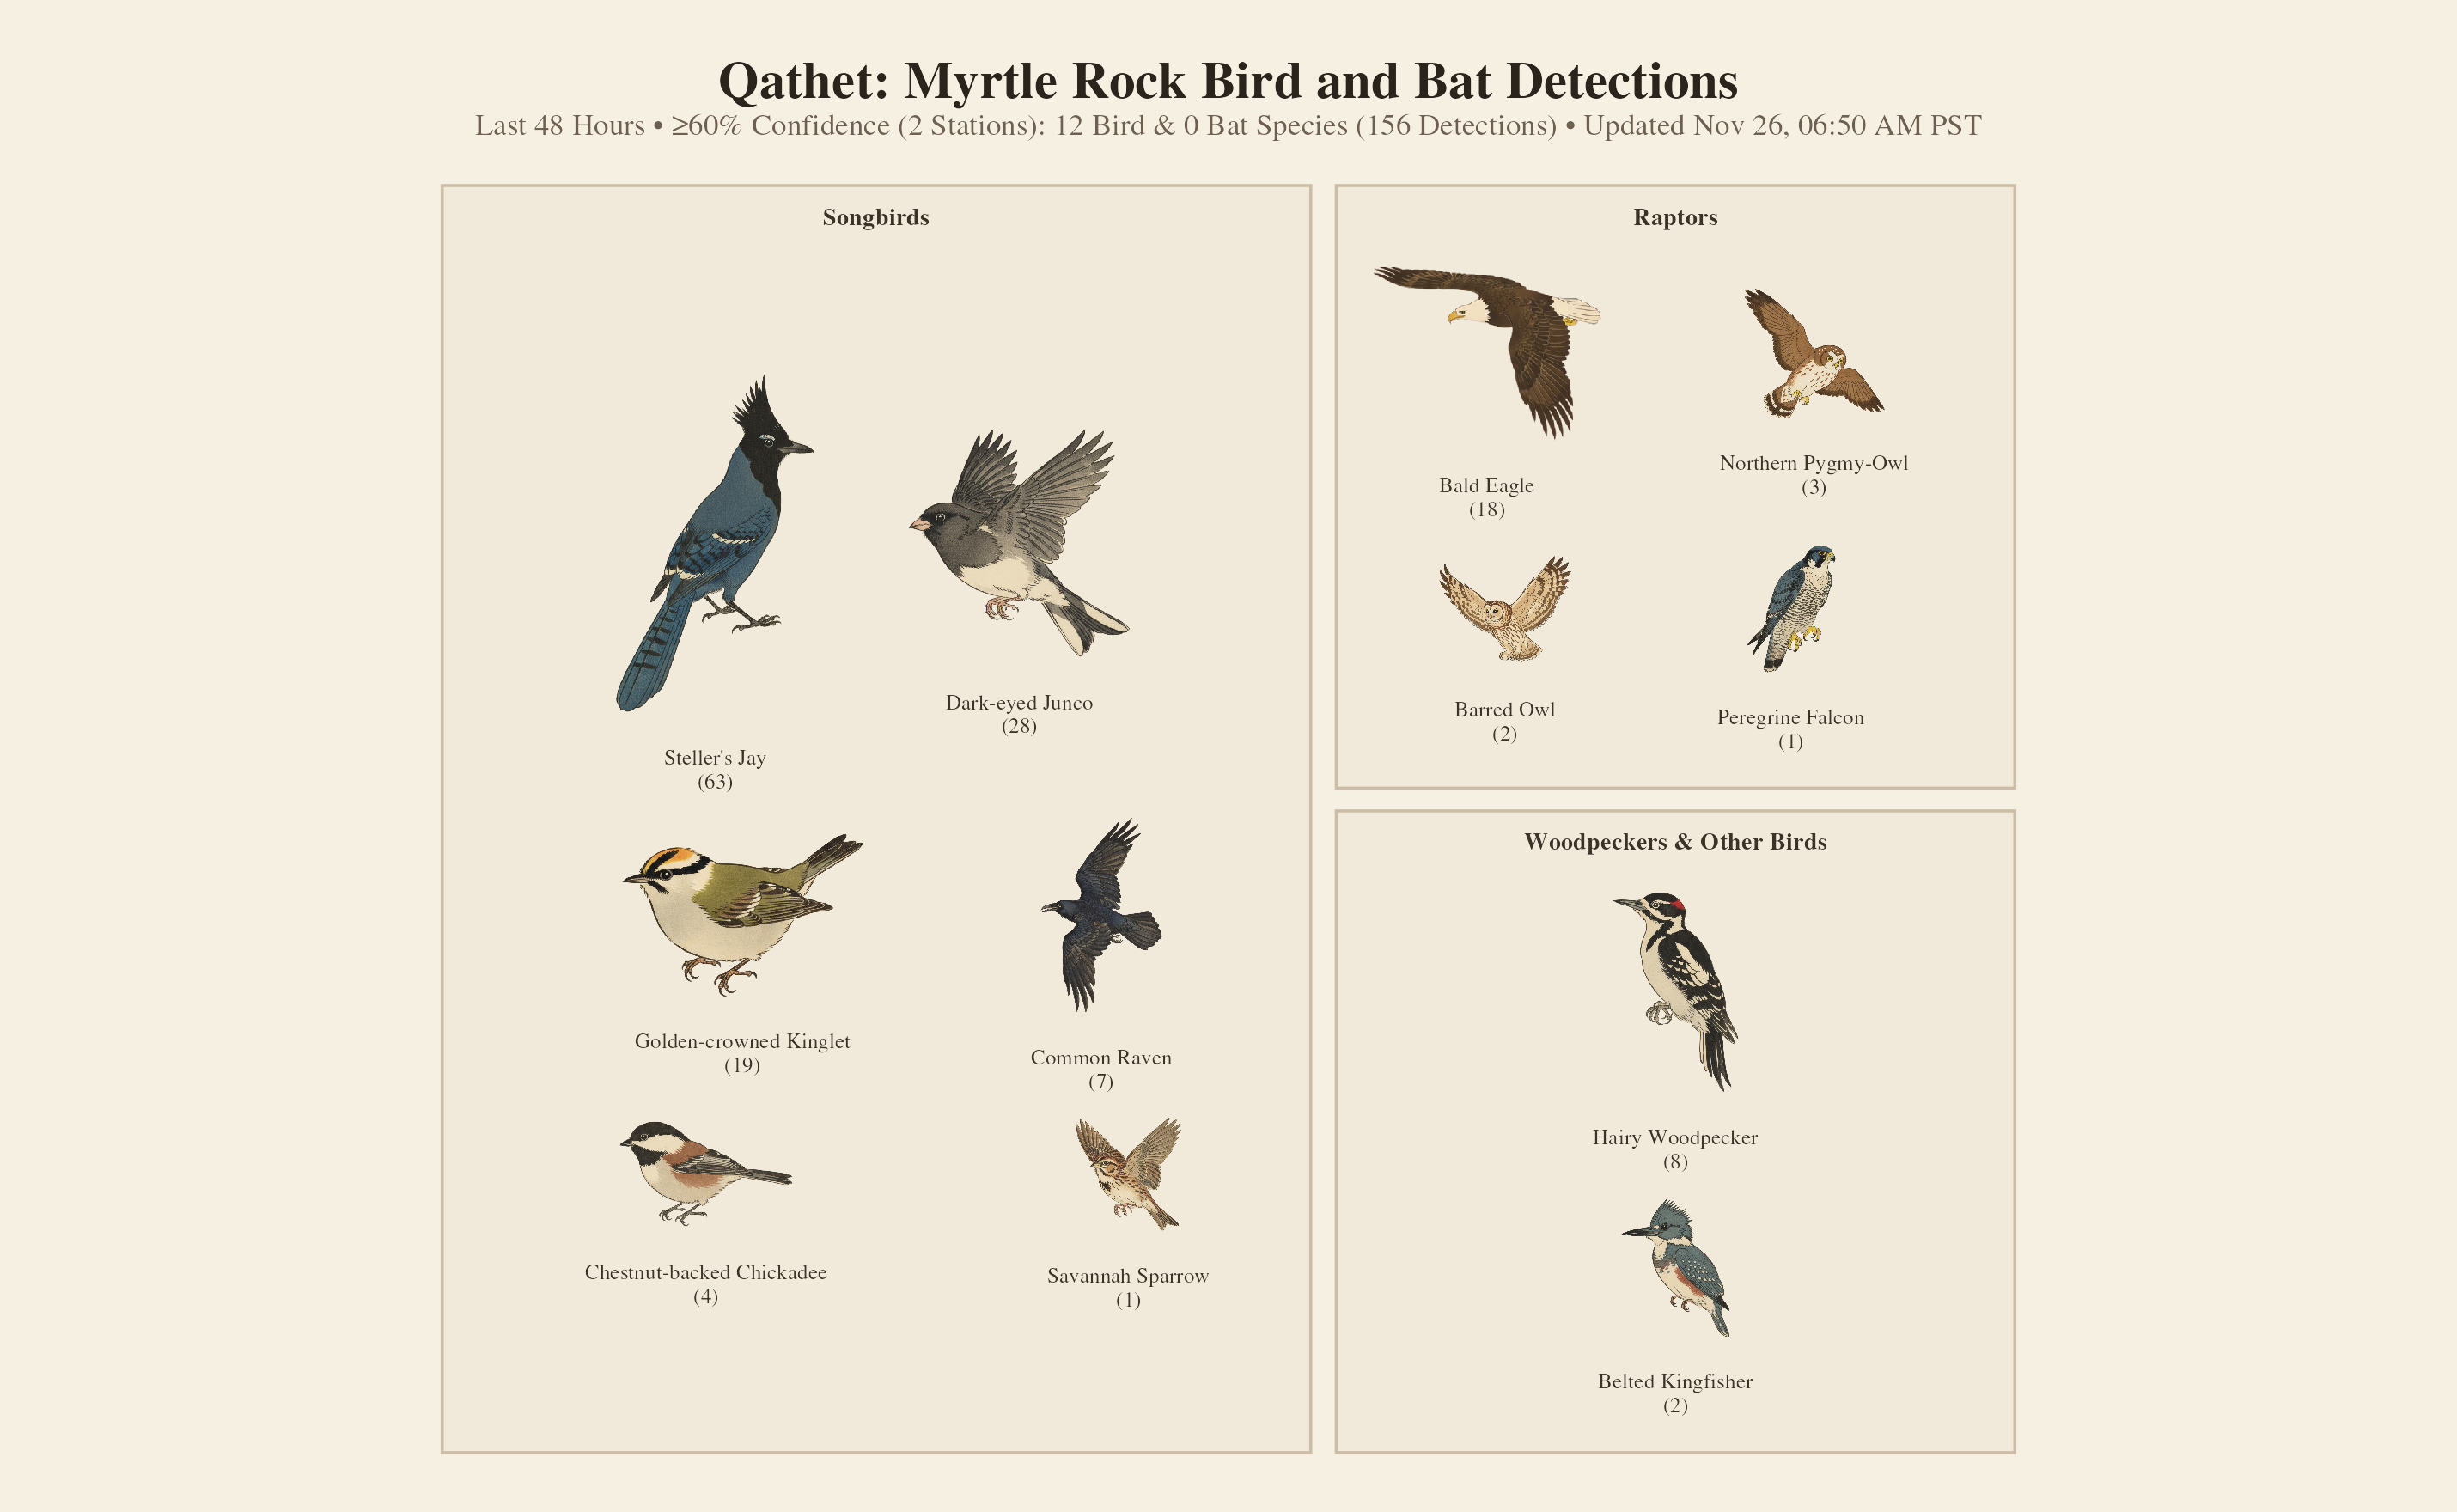 Qathet: Myrtle Rock Bird and Bat Detections
Last 48 Hours • ≥60% Confidence (2 Stations): 12 Bird & 0 Bat Species (156 Detections) • Updated Nov 26, 06:50 AM PST
Songbirds
Steller's Jay
(63)
Dark-eyed Junco
(28)
Golden-crowned Kinglet
(19)
Common Raven
(7)
Chestnut-backed Chickadee
(4)
Savannah Sparrow
(1)
Raptors
Bald Eagle
(18)
Northern Pygmy-Owl
(3)
Barred Owl
(2)
Peregrine Falcon
(1)
Woodpeckers & Other Birds
Hairy Woodpecker
(8)
Belted Kingfisher
(2)